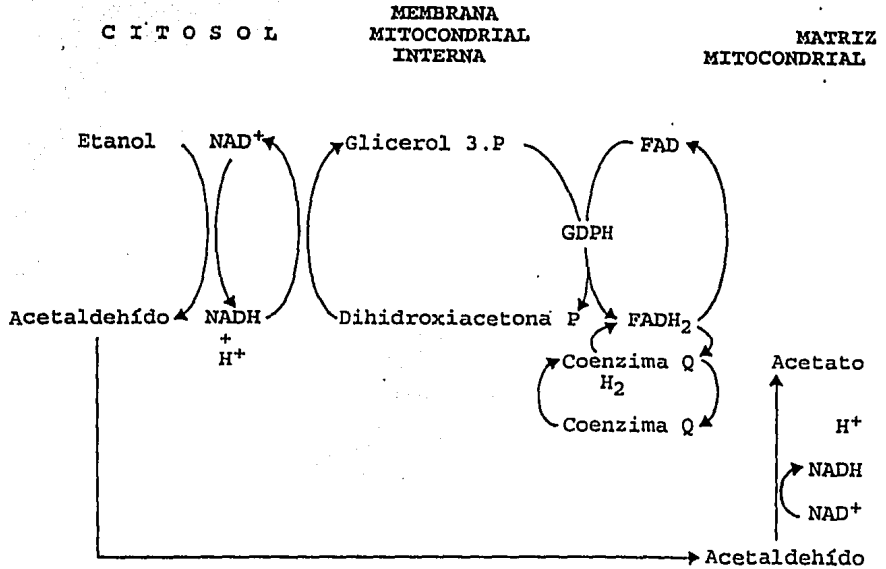 C I T O S O L
MEMBRANA
MITOCONDRIAL
INTERNA
MATRIZ
MITOCONDRIAL
Etanol
NAD+
Glicerol 3.P
FAD
GDPH
Acetaldehído
NADH
+
H+
Dihidroxiacetona P
FADH2
Coenzima Q
H2
Coenzima Q
Acetato
H+
NADH
NAD+
Acetaldehído